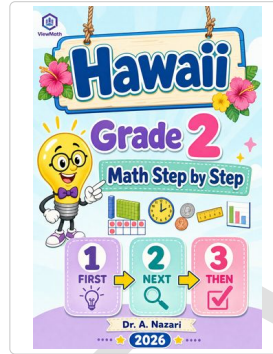 ViewMath
Hawaii
Grade 2
Math Step by Step
1 2 3
FIRST NEXT THEN
Dr. A. Nazari
2026